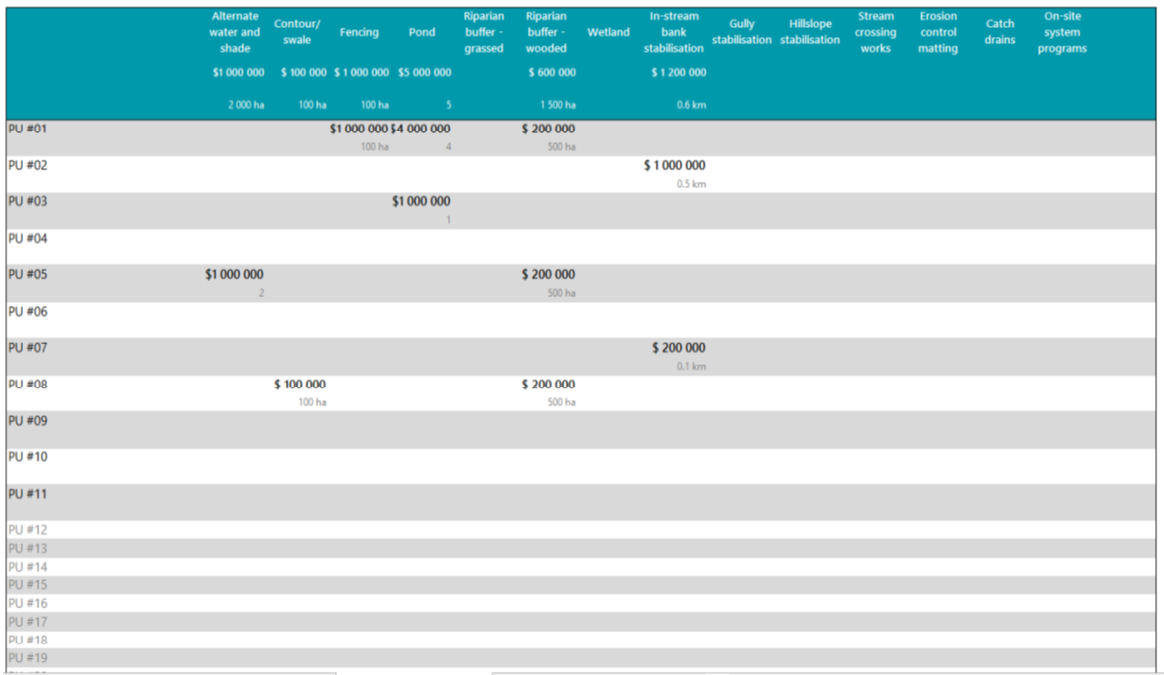 Alternate water and shade Contour/ swale Fencing Pond Riparian buffer - grassed Riparian buffer - wooded Wetland In-stream bank stabilisation Gully stabilisation Hillslope stabilisation Stream crossing works Erosion control matting Catch drains On-site system programs
$1 000 000 $ 100 000 $ 1 000 000 $5 000 000 $ 600 000 $ 1 200 000
2 000 ha 100 ha 100 ha 5 1 500 ha 0.6 km
PU #01 $1 000 000 $4 000 000 $ 200 000
100 ha 4 500 ha
PU #02 $ 1 000 000
0.5 km
PU #03 $1 000 000
1
PU #04
PU #05 $1 000 000 $ 200 000
2 500 ha
PU #06
PU #07 $ 200 000
0.1 km
PU #08 $ 100 000 $ 200 000
100 ha 500 ha
PU #09
PU #10
PU #11
PU #12
PU #13
PU #14
PU #15
PU #16
PU #17
PU #18
PU #19